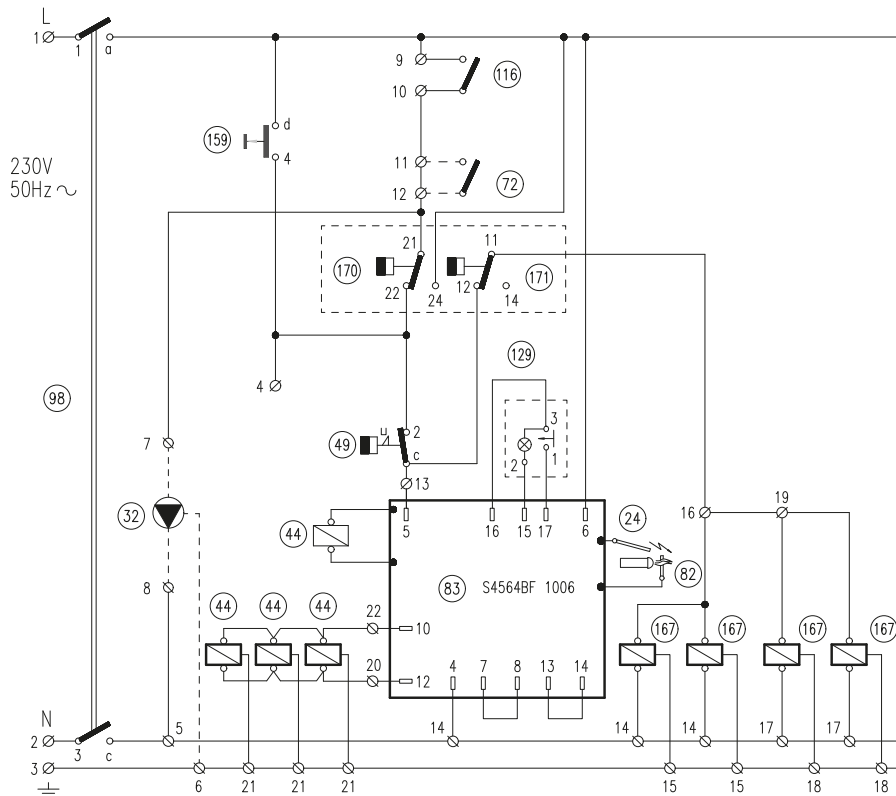 L
1 1 a
9
116
10
159 d
4
230V
50Hz
11
72
12
21 11
170 171
22 24 12 14
129
4
98
49 u 2
c
3
2 1
7
13
5 16 15 17 6
24
16 19
32
44
83 S4564BF 1006
82
8
44 44 44
22 10
167 167 167 167
20 12
4 7 8 13 14
N
2 3 c 5
14 14 14 17 17
3
6 21 21 21 15 15 18 18